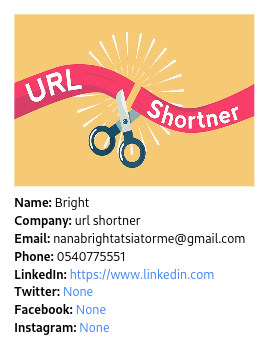 URL
Shortner
Name: Bright
Company: url shortner
Email: nanabrightatsiatorme@gmail.com
Phone: 0540775551
LinkedIn: https://www.linkedin.com
Twitter: None
Facebook: None
Instagram: None